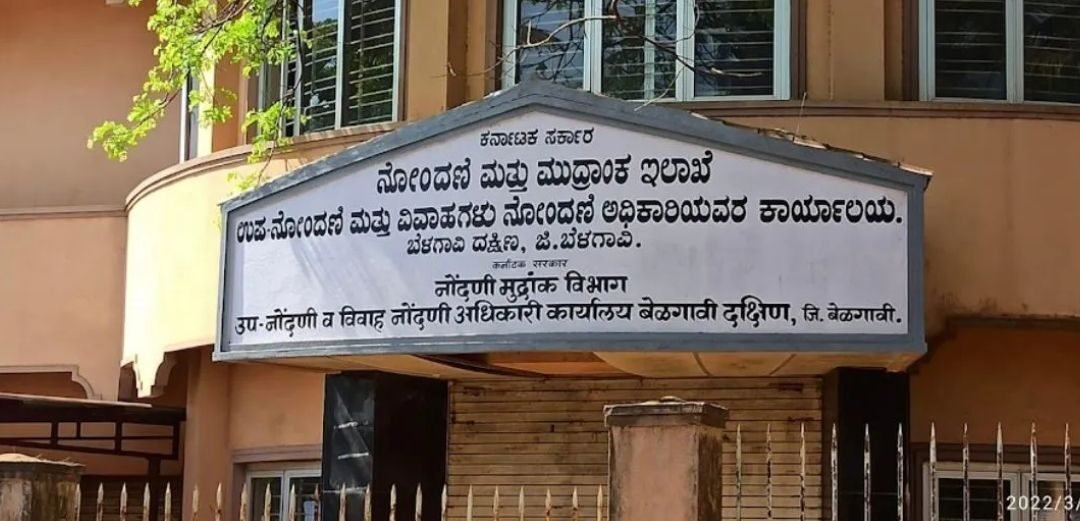 ಕರ್ನಾಟಕ ಸರ್ಕಾರ
ನೋಂದಣಿ ಮತ್ತು ಮುದ್ರಾಂಕ ಇಲಾಖೆ
ಉಪ-ನೋಂದಣಿ ಮತ್ತು ವಿವಾಹಗಳು ನೋಂದಣಿ ಅಧಿಕಾರಿಯವರ ಕಾರ್ಯಾಲಯ.
ಬೆಳಗಾವಿ ದಕ್ಷಿಣ, ಜಿ.ಬೆಳಗಾವಿ.
कर्नाटक सरकार
नोंदणी मुद्रांक विभाग
उप-नोंदणी व विवाह नोंदणी अधिकारी कार्यालय बेळगावी दक्षिण, जि. बेळगावी.
2022/3/